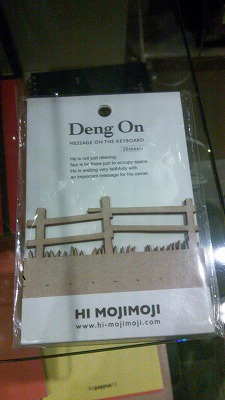 Deng On
MESSAGE ON THE KEYBOARD
20sheets
He is not just relaxing.
Nor is he there just to occupy space.
He is waiting very faithfully with
an important message for his owner.
HI MOJIMOJI
www.hi-mojimoji.com